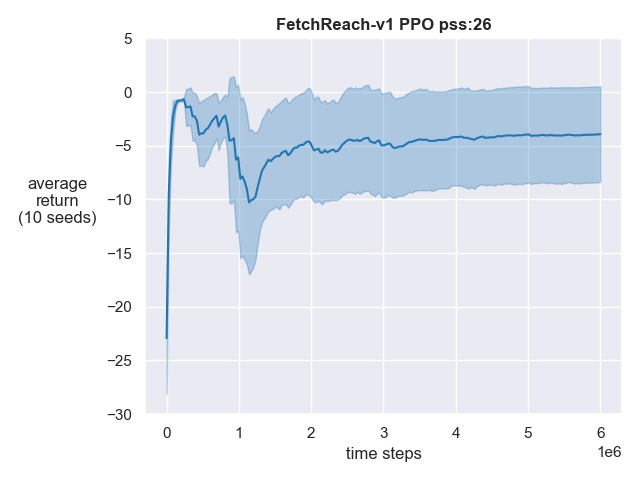 FetchReach-v1 PPO pss:26
5
0
−5
−10
−15
−20
−25
−30
average
return
(10 seeds)
0 1 2 3 4 5 6
1e6
time steps